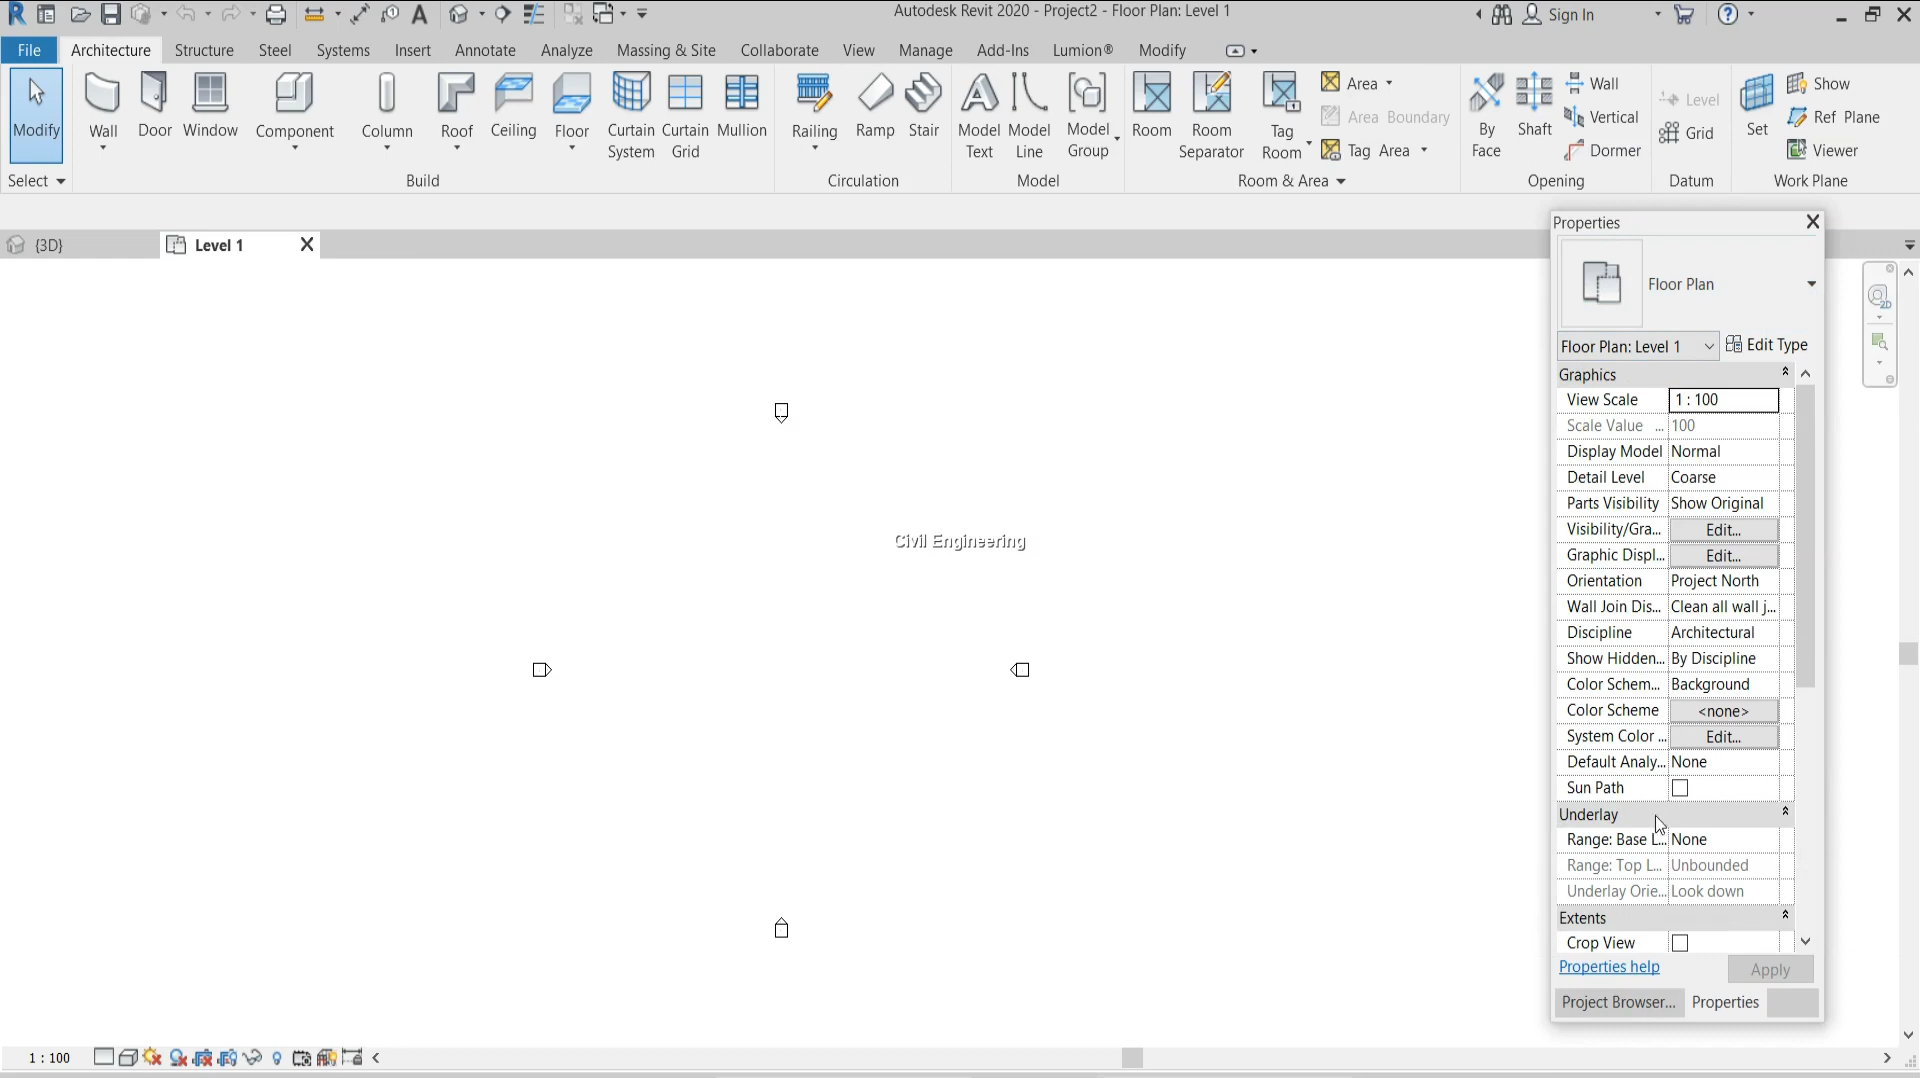 Autodesk Revit 2020 - Project2 - Floor Plan: Level 1
Sign In
File Architecture Structure Steel Systems Insert Annotate Analyze Massing & Site Collaborate View Manage Add-Ins Lumion® Modify
Modify
Wall
Door
Window
Component
Column
Roof
Ceiling
Floor
Curtain System
Curtain Grid
Mullion
Railing
Ramp
Stair
Model Text
Model Line
Model Group
Room
Room Separator
Tag Room
Area
Area Boundary
Tag Area
By Face
Shaft
Wall
Vertical
Dormer
Level
Grid
Set
Show
Ref Plane
Viewer
Select Build Circulation Model Room & Area Opening Datum Work Plane
{3D} Level 1
Properties
Floor Plan
Floor Plan: Level 1 Edit Type
Graphics
View Scale 1 : 100
Scale Value ... 100
Display Model Normal
Detail Level Coarse
Parts Visibility Show Original
Visibility/Gra... Edit...
Graphic Displ... Edit...
Orientation Project North
Wall Join Dis... Clean all wall j...
Discipline Architectural
Show Hidden... By Discipline
Color Schem... Background
Color Scheme <none>
System Color ... Edit...
Default Analy... None
Sun Path
Underlay
Range: Base L... None
Range: Top L... Unbounded
Underlay Orie... Look down
Extents
Crop View
Properties help Apply
Project Browser... Properties
Civil Engineering
2D
1 : 100